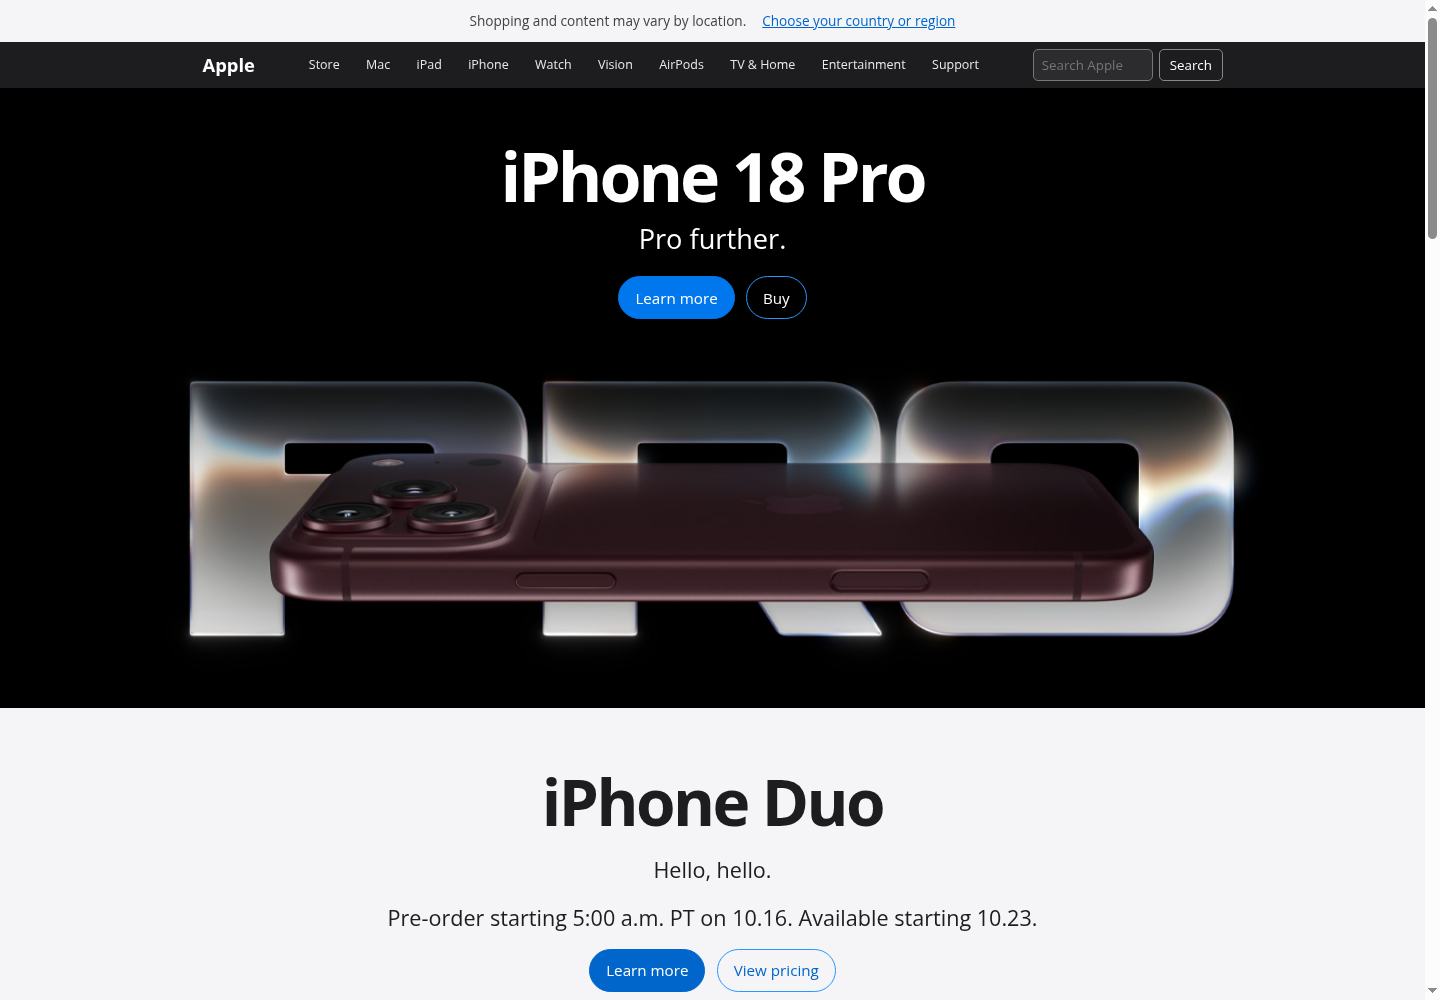 Shopping and content may vary by location. Choose your country or region
Apple Store Mac iPad iPhone Watch Vision AirPods TV & Home Entertainment Support Search Apple Search
iPhone 18 Pro
Pro further.
Learn more Buy
PRO
iPhone Duo
Hello, hello.
Pre-order starting 5:00 a.m. PT on 10.16. Available starting 10.23.
Learn more View pricing